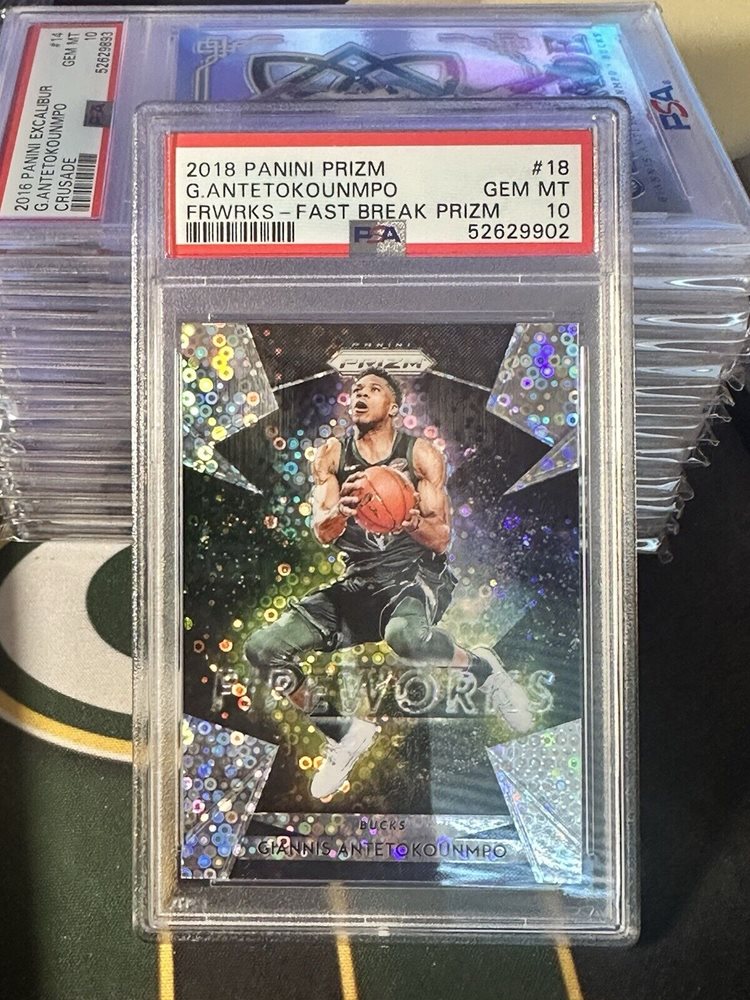 #14
GEM MT
10
52629893
2016 PANINI EXCALIBUR
G.ANTETOKOUNMPO
CRUSADE
PSA
2018 PANINI PRIZM #18
G.ANTETOKOUNMPO GEM MT
FRWRKS-FAST BREAK PRIZM 10
PSA 52629902
PANINI
PRIZM
FIREWORKS
BUCKS
GIANNIS ANTETOKOUNMPO